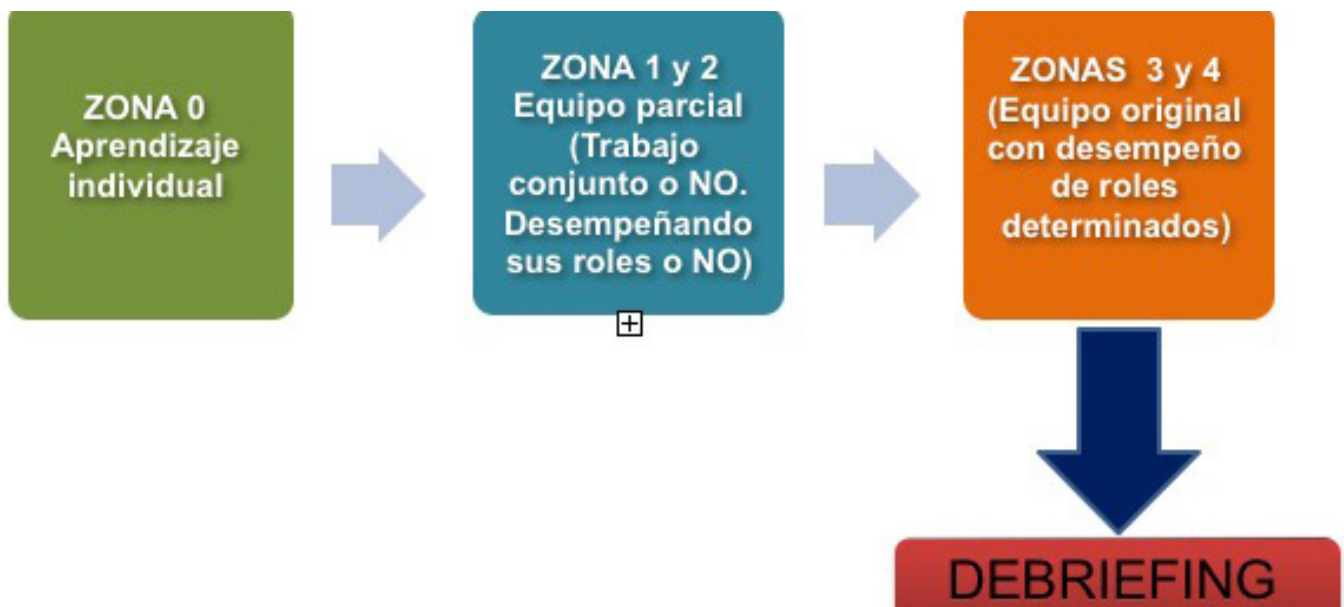 ZONA 0
Aprendizaje
individual
ZONA 1 y 2
Equipo parcial
(Trabajo
conjunto o NO.
Desempeñando
sus roles o NO)
ZONAS 3 y 4
(Equipo original
con desempeño
de roles
determinados)
DEBRIEFING